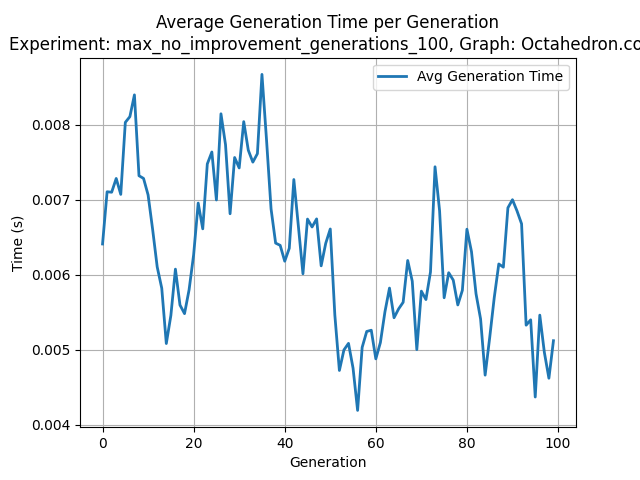 Average Generation Time per Generation
Experiment: max_no_improvement_generations_100, Graph: Octahedron.co
Avg Generation Time
0.008
0.007
0.006
0.005
0.004
Time (s)
0 20 40 60 80 100
Generation